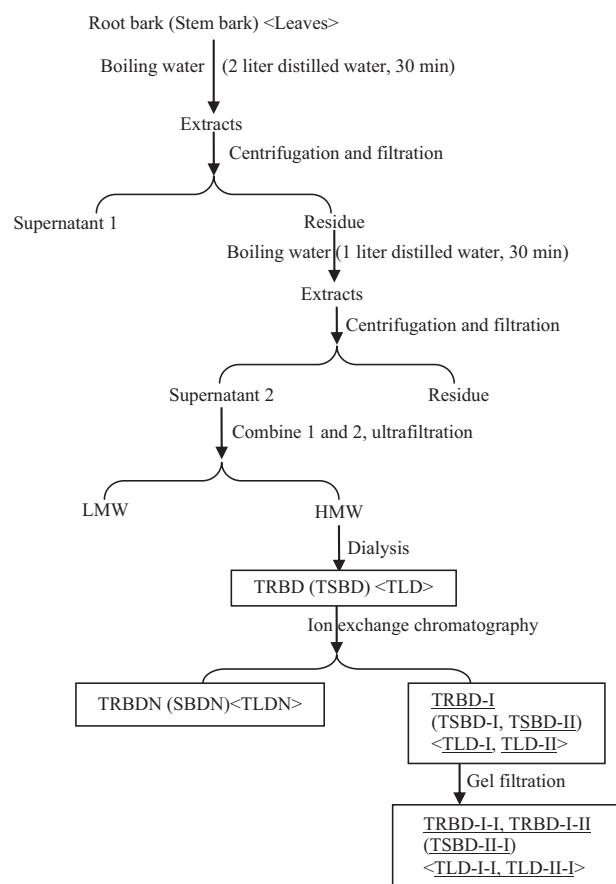 Root bark (Stem bark) <Leaves>
Boiling water (2 liter distilled water, 30 min)
Extracts
Centrifugation and filtration
Supernatant 1 Residue
Boiling water (1 liter distilled water, 30 min)
Extracts
Centrifugation and filtration
Supernatant 2 Residue
Combine 1 and 2, ultrafiltration
LMW HMW
Dialysis
TRBD (TSBD) <TLD>
Ion exchange chromatography
TRBDN (SBDN)<TLDN>
TRBD-I
(TSBD-I, TSBD-II)
<TLD-I, TLD-II>
Gel filtration
TRBD-I-I, TRBD-I-II
(TSBD-II-I)
<TLD-I-I, TLD-II-I>